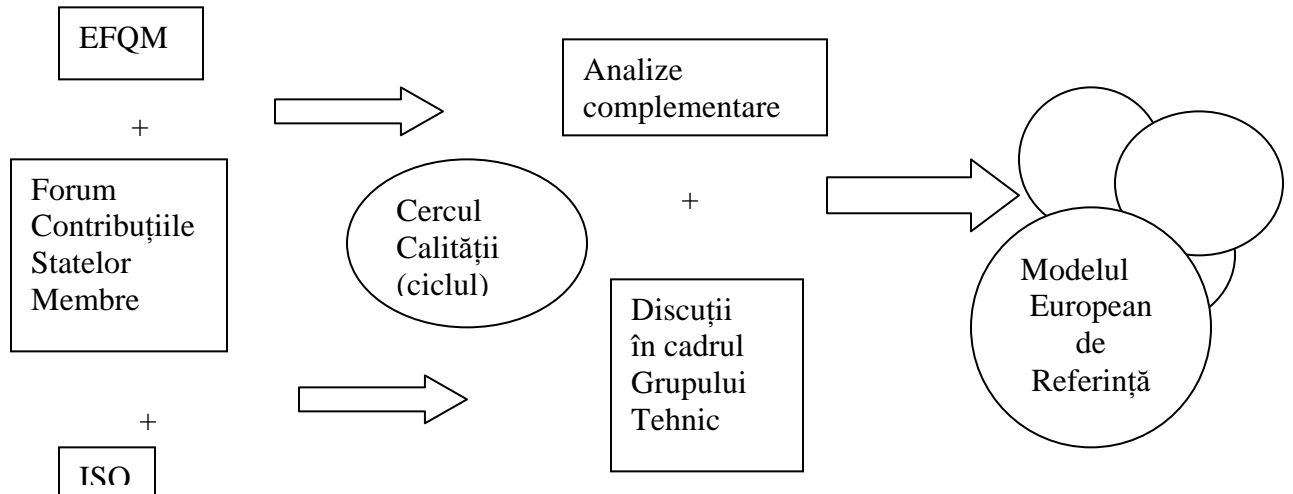 EFQM
+
Forum
Contribuțiile
Statelor
Membre
+
ISO
Cercul
Calității
(ciclul)
Analize
complementare
+
Discuții
în cadrul
Grupului
Tehnic
Modelul
European
de
Referință